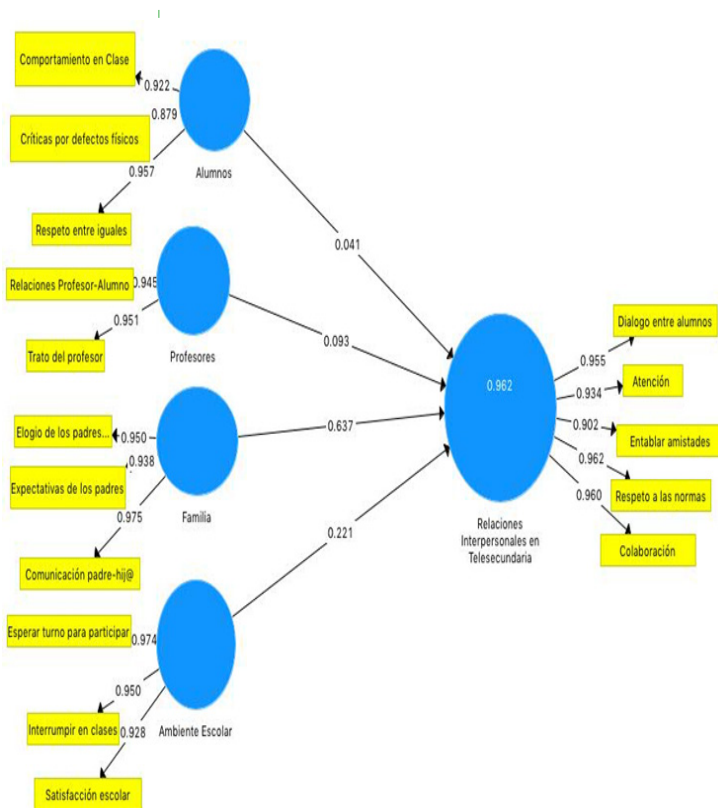 Comportamiento en Clase
0.922
0.879
Críticas por defectos físicos
0.957
Alumnos
Respeto entre iguales
0.041
Relaciones Profesor-Alumno
0.945
0.951
Trato del profesor
Profesores
0.093
Elogio de los padres...
0.950
0.938
Expectativas de los padres
0.975
Familia
0.637
Comunicación padre-hij@
Esperar turno para participar
0.974
0.950
Interrumpir en clases
0.928
Ambiente Escolar
0.221
Satisfacción escolar
0.962
Relaciones
Interpersonales en
Telesecundaria
Dialogo entre alumnos
0.955
Atención
0.934
0.902
Entablar amistades
0.962
Respeto a las normas
0.960
Colaboración